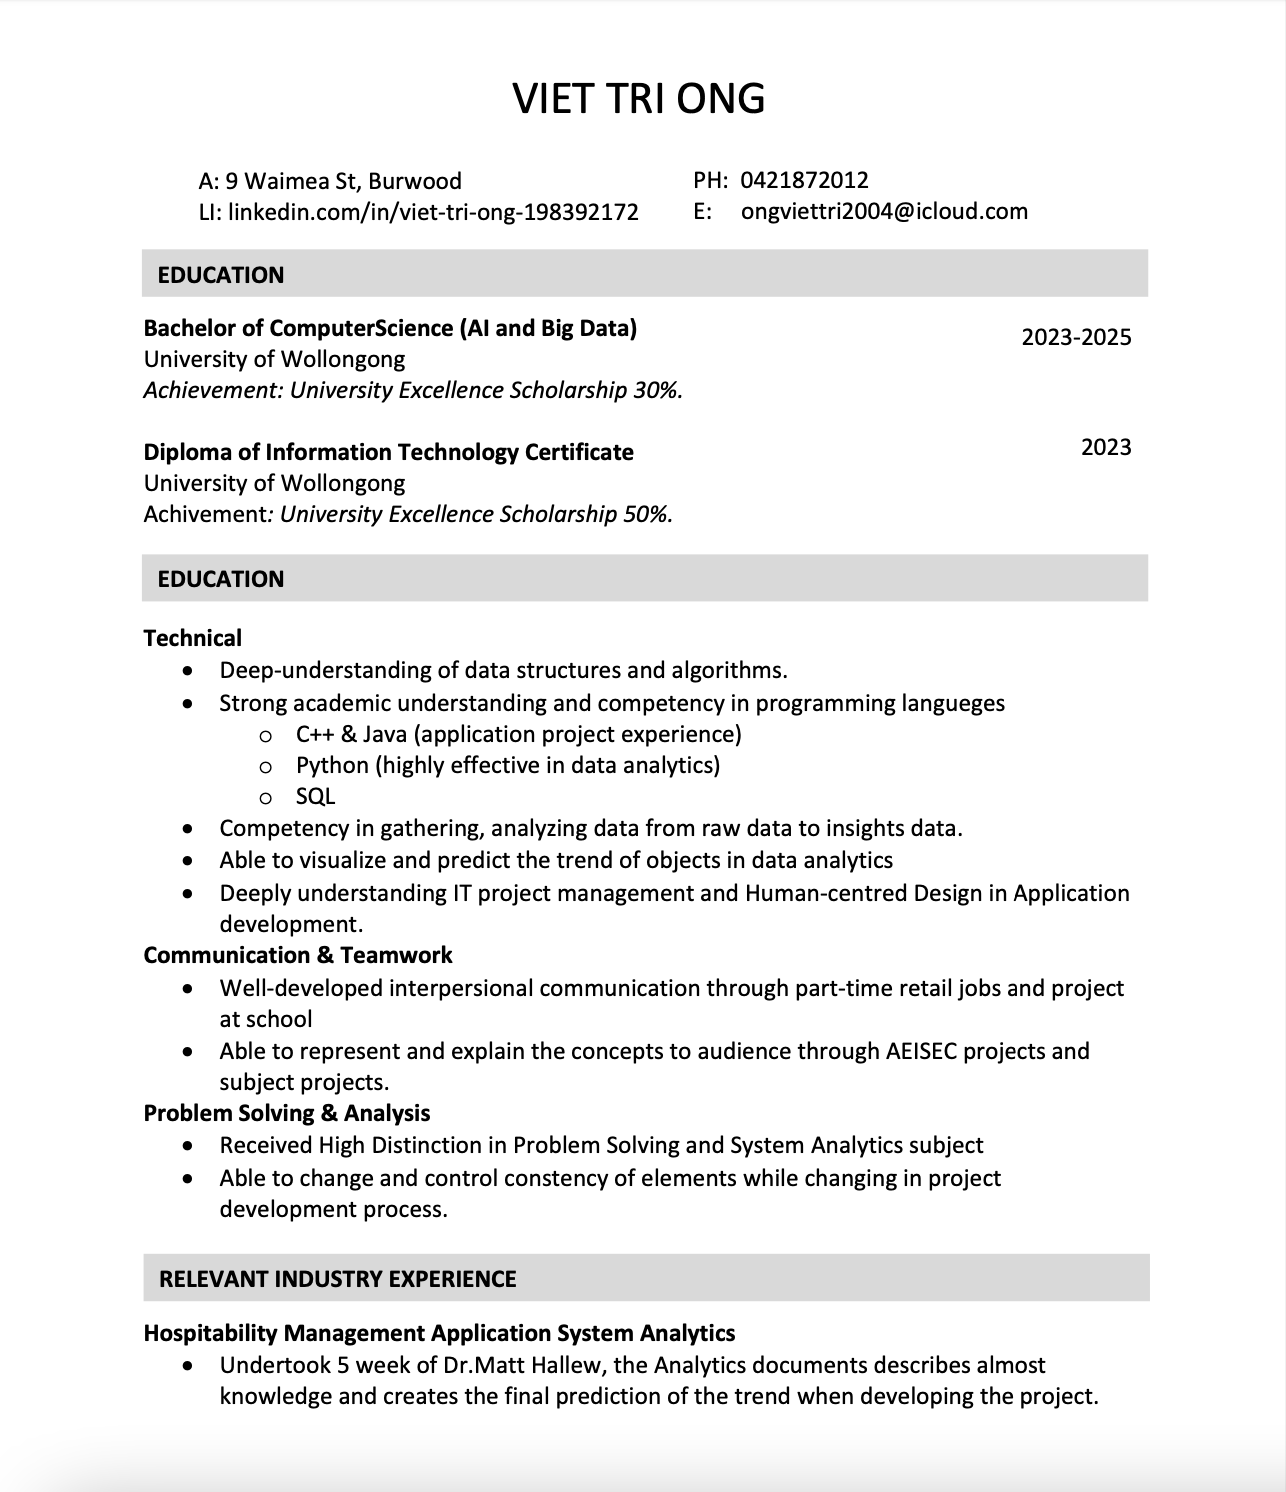 VIET TRI ONG
A: 9 Waimea St, Burwood
PH: 0421872012
LI: linkedin.com/in/viet-tri-ong-198392172
E: ongviettri2004@icloud.com
EDUCATION
Bachelor of ComputerScience (AI and Big Data)
2023-2025
University of Wollongong
Achievement: University Excellence Scholarship 30%.
Diploma of Information Technology Certificate
2023
University of Wollongong
Achivement: University Excellence Scholarship 50%.
EDUCATION
Technical
• Deep-understanding of data structures and algorithms.
• Strong academic understanding and competency in programming langueges
o C++ & Java (application project experience)
o Python (highly effective in data analytics)
o SQL
• Competency in gathering, analyzing data from raw data to insights data.
• Able to visualize and predict the trend of objects in data analytics
• Deeply understanding IT project management and Human-centred Design in Application
development.
Communication & Teamwork
• Well-developed interpersional communication through part-time retail jobs and project
at school
• Able to represent and explain the concepts to audience through AEISEC projects and
subject projects.
Problem Solving & Analysis
• Received High Distinction in Problem Solving and System Analytics subject
• Able to change and control constency of elements while changing in project
development process.
RELEVANT INDUSTRY EXPERIENCE
Hospitability Management Application System Analytics
• Undertook 5 week of Dr.Matt Hallew, the Analytics documents describes almost
knowledge and creates the final prediction of the trend when developing the project.